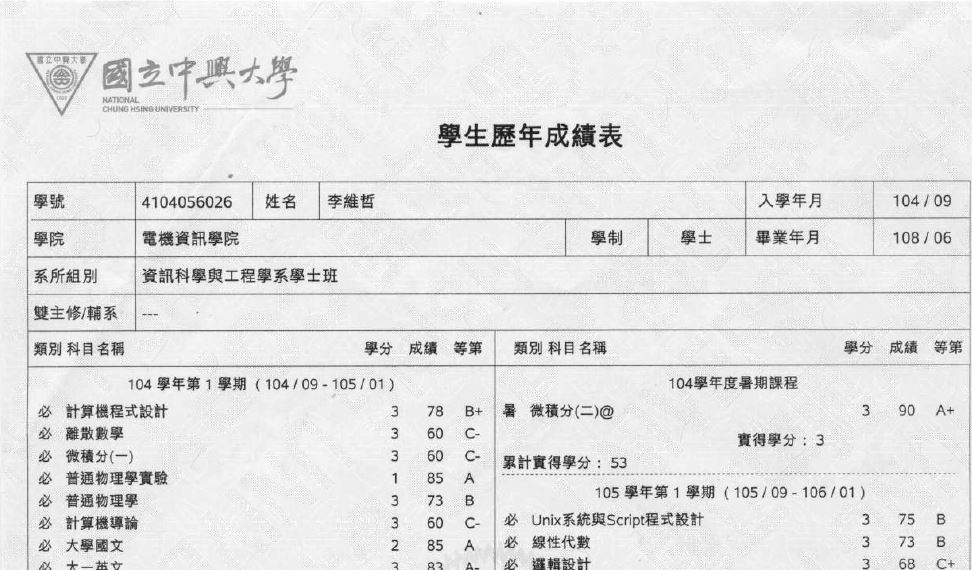 國立中興大學
國立中興大學
NATIONAL
CHUNG HSING UNIVERSITY
學生歷年成績表
學號 4104056026 姓名 李維哲 入學年月 104 / 09
學院 電機資訊學院 學制 學士 畢業年月 108 / 06
系所組別 資訊科學與工程學系學士班
雙主修/輔系 ---
類別 科目名稱 學分 成績 等第
104 學年第 1 學期 ( 104 / 09 - 105 / 01 )
必 計算機程式設計 3 78 B+
必 離散數學 3 60 C-
必 微積分(一) 3 60 C-
必 普通物理學實驗 1 85 A
必 普通物理學 3 73 B
必 計算機導論 3 60 C-
必 大學國文 2 85 A
必 大一英文 3 83 A-
類別 科目名稱 學分 成績 等第
104學年度暑期課程
暑 微積分(二)@ 3 90 A+
實得學分： 3
累計實得學分： 53
105 學年第 1 學期 ( 105 / 09 - 106 / 01 )
必 Unix系統與Script程式設計 3 75 B
必 線性代數 3 73 B
必 邏輯設計 3 68 C+